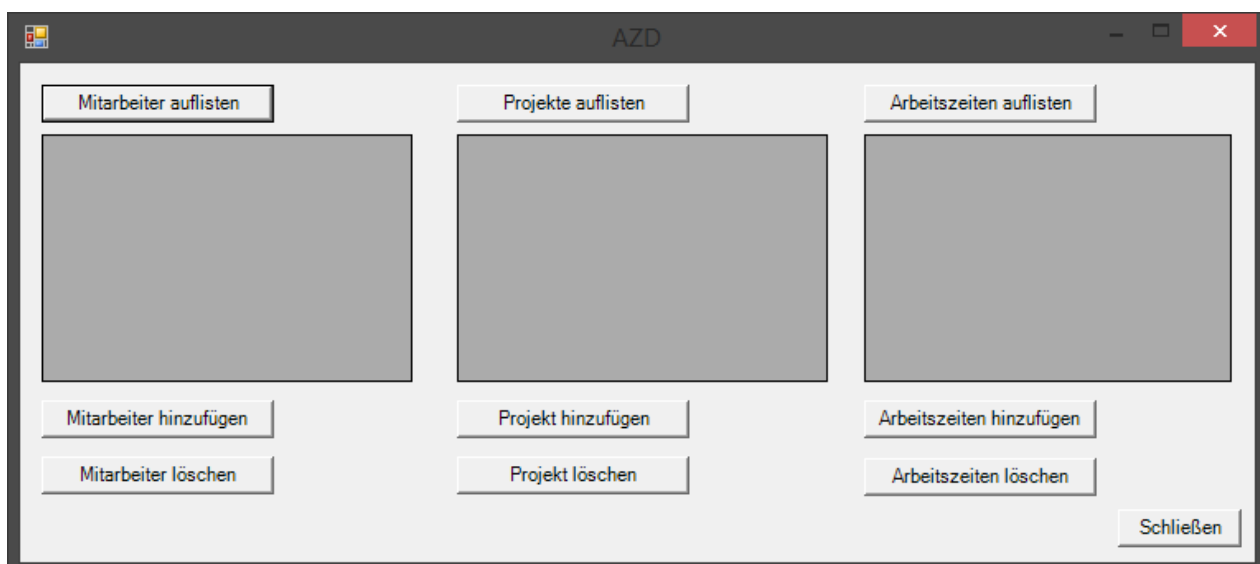 AZD
Mitarbeiter auflisten
Projekte auflisten
Arbeitszeiten auflisten
Mitarbeiter hinzufügen
Projekt hinzufügen
Arbeitszeiten hinzufügen
Mitarbeiter löschen
Projekt löschen
Arbeitszeiten löschen
Schließen